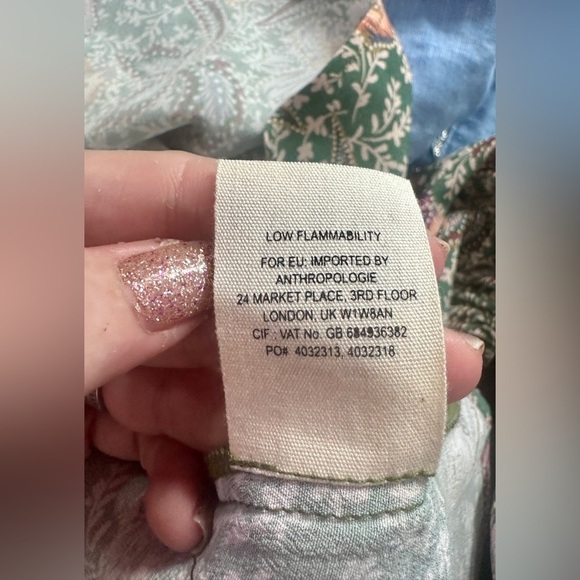 LOW FLAMMABILITY
FOR EU: IMPORTED BY
ANTHROPOLOGIE
24 MARKET PLACE, 3RD FLOOR
LONDON, UK W1W8AN
CIF : VAT No. GB 684936382
PO# 4032313, 4032316